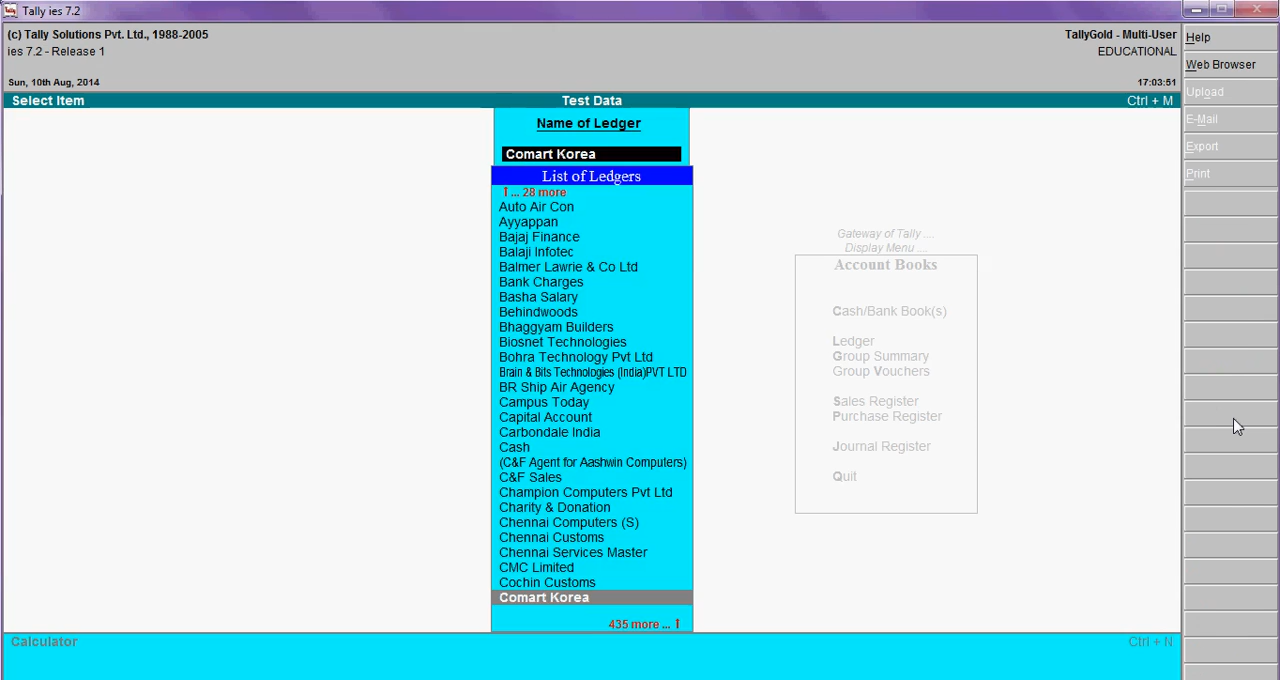 Tally ies 7.2
(c) Tally Solutions Pvt. Ltd., 1988-2005
ies 7.2 - Release 1
Sun, 10th Aug, 2014
TallyGold - Multi-User
EDUCATIONAL
17:03:51
Select Item
Test Data
Ctrl + M
Name of Ledger
Comart Korea
List of Ledgers
... 28 more
Auto Air Con
Ayyappan
Bajaj Finance
Balaji Infotec
Balmer Lawrie & Co Ltd
Bank Charges
Basha Salary
Behindwoods
Bhaggyam Builders
Biosnet Technologies
Bohra Technology Pvt Ltd
Brain & Bits Technologies (India)PVT LTD
BR Ship Air Agency
Campus Today
Capital Account
Carbondale India
Cash
(C&F Agent for Aashwin Computers)
C&F Sales
Champion Computers Pvt Ltd
Charity & Donation
Chennai Computers (S)
Chennai Customs
Chennai Services Master
CMC Limited
Cochin Customs
Comart Korea
435 more ...
Gateway of Tally ....
Display Menu ....
Account Books
Cash/Bank Book(s)
Ledger
Group Summary
Group Vouchers
Sales Register
Purchase Register
Journal Register
Quit
Help
Web Browser
Upload
E-Mail
Export
Print
Calculator
Ctrl + N